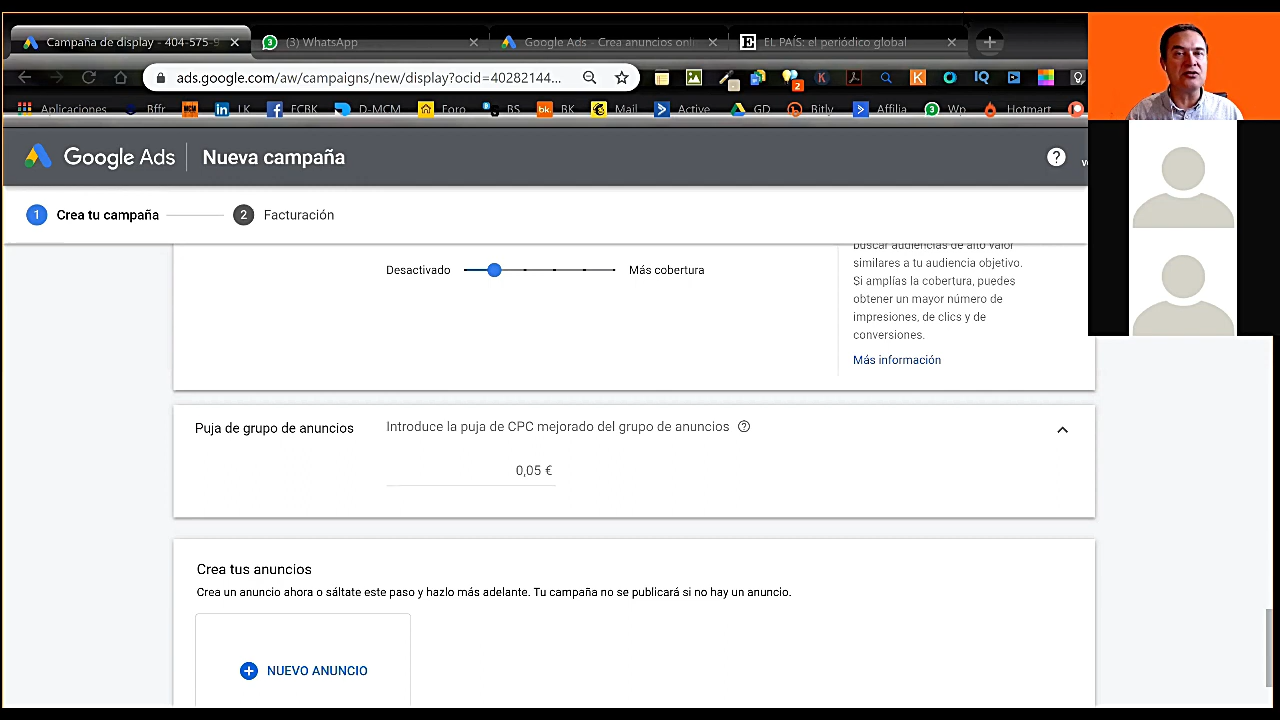 Campaña de display - 404-575-9
(3) WhatsApp
Google Ads - Crea anuncios onli
EL PAÍS: el periódico global
ads.google.com/aw/campaigns/new/display?ocid=40282144...
Aplicaciones Bffr LK FCBK D-MCM Foro BS BK Mail Active GD Bitly Affilia Wp Hotmart
Google Ads Nueva campaña
1 Crea tu campaña 2 Facturación
buscar audiencias de alto valor
Desactivado Más cobertura
similares a tu audiencia objetivo.
Si amplías la cobertura, puedes
obtener un mayor número de
impresiones, de clics y de
conversiones.
Más información
Puja de grupo de anuncios
Introduce la puja de CPC mejorado del grupo de anuncios
0,05 €
Crea tus anuncios
Crea un anuncio ahora o sáltate este paso y hazlo más adelante. Tu campaña no se publicará si no hay un anuncio.
NUEVO ANUNCIO